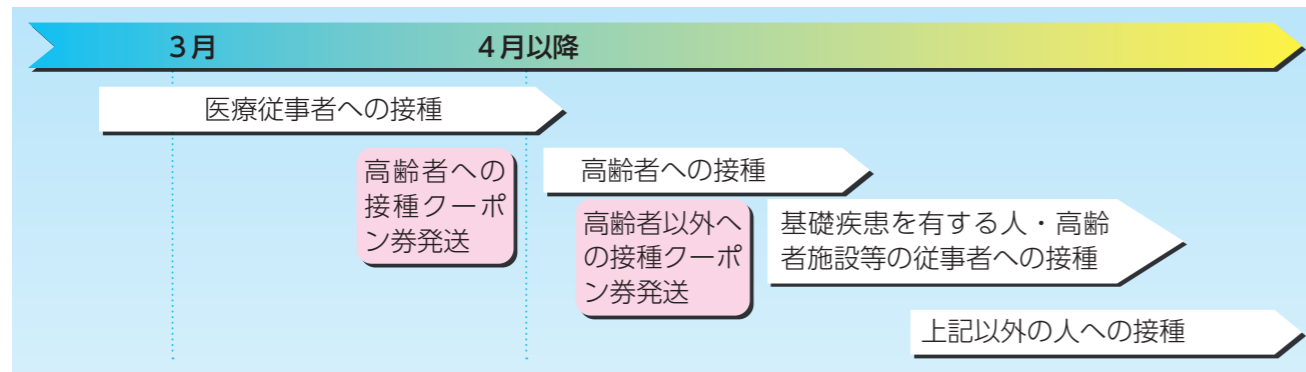 3月
4月以降
医療従事者への接種
高齢者への
接種クーポ
ン券発送
高齢者への接種
高齢者以外へ
の接種クーポ
ン券発送
基礎疾患を有する人・高齢
者施設等の従事者への接種
上記以外の人への接種